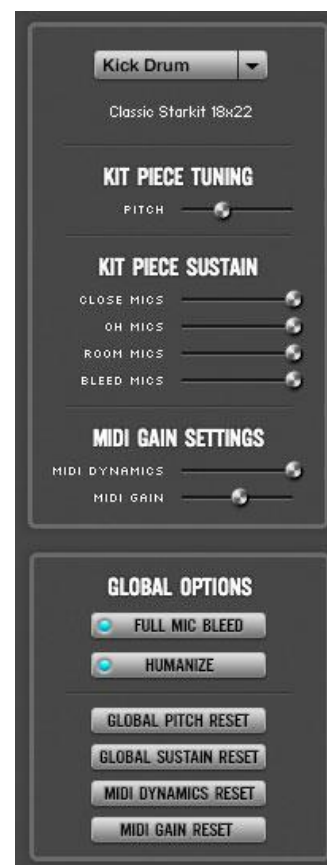 Kick Drum
Classic Starkit 18x22
KIT PIECE TUNING
PITCH
KIT PIECE SUSTAIN
CLOSE MICS
OH MICS
ROOM MICS
BLEED MICS
MIDI GAIN SETTINGS
MIDI DYNAMICS
MIDI GAIN
GLOBAL OPTIONS
FULL MIC BLEED
HUMANIZE
GLOBAL PITCH RESET
GLOBAL SUSTAIN RESET
MIDI DYNAMICS RESET
MIDI GAIN RESET